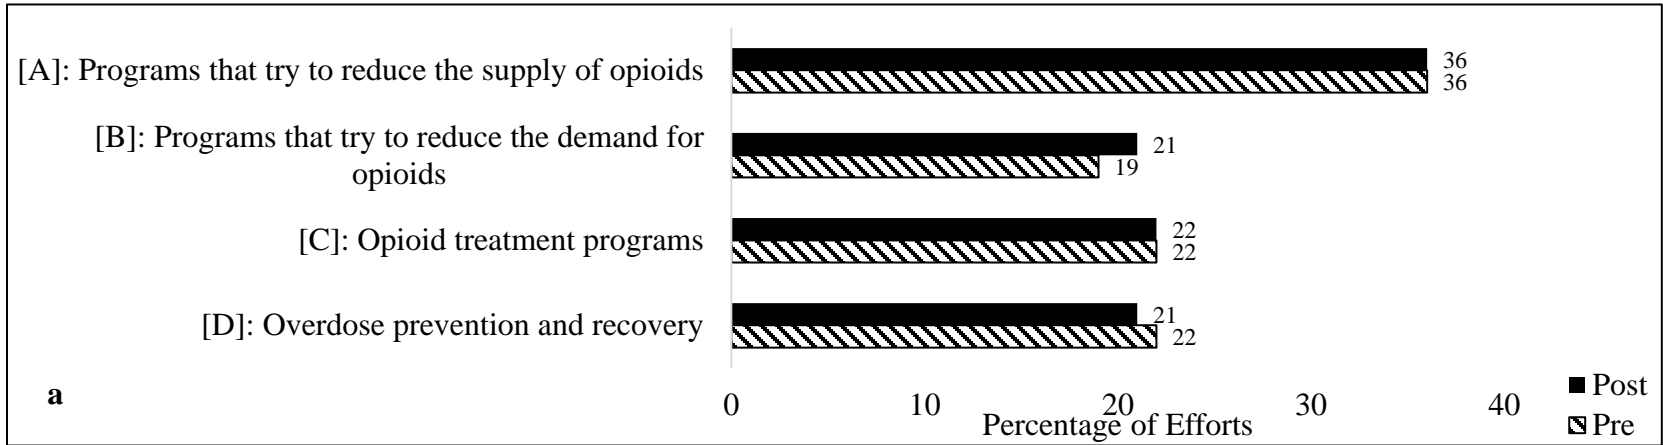 [A]: Programs that try to reduce the supply of opioids
36
36
[B]: Programs that try to reduce the demand for
opioids
21
19
[C]: Opioid treatment programs
22
22
[D]: Overdose prevention and recovery
21
22
a
0 10 20 30 40
Percentage of Efforts
Post
Pre